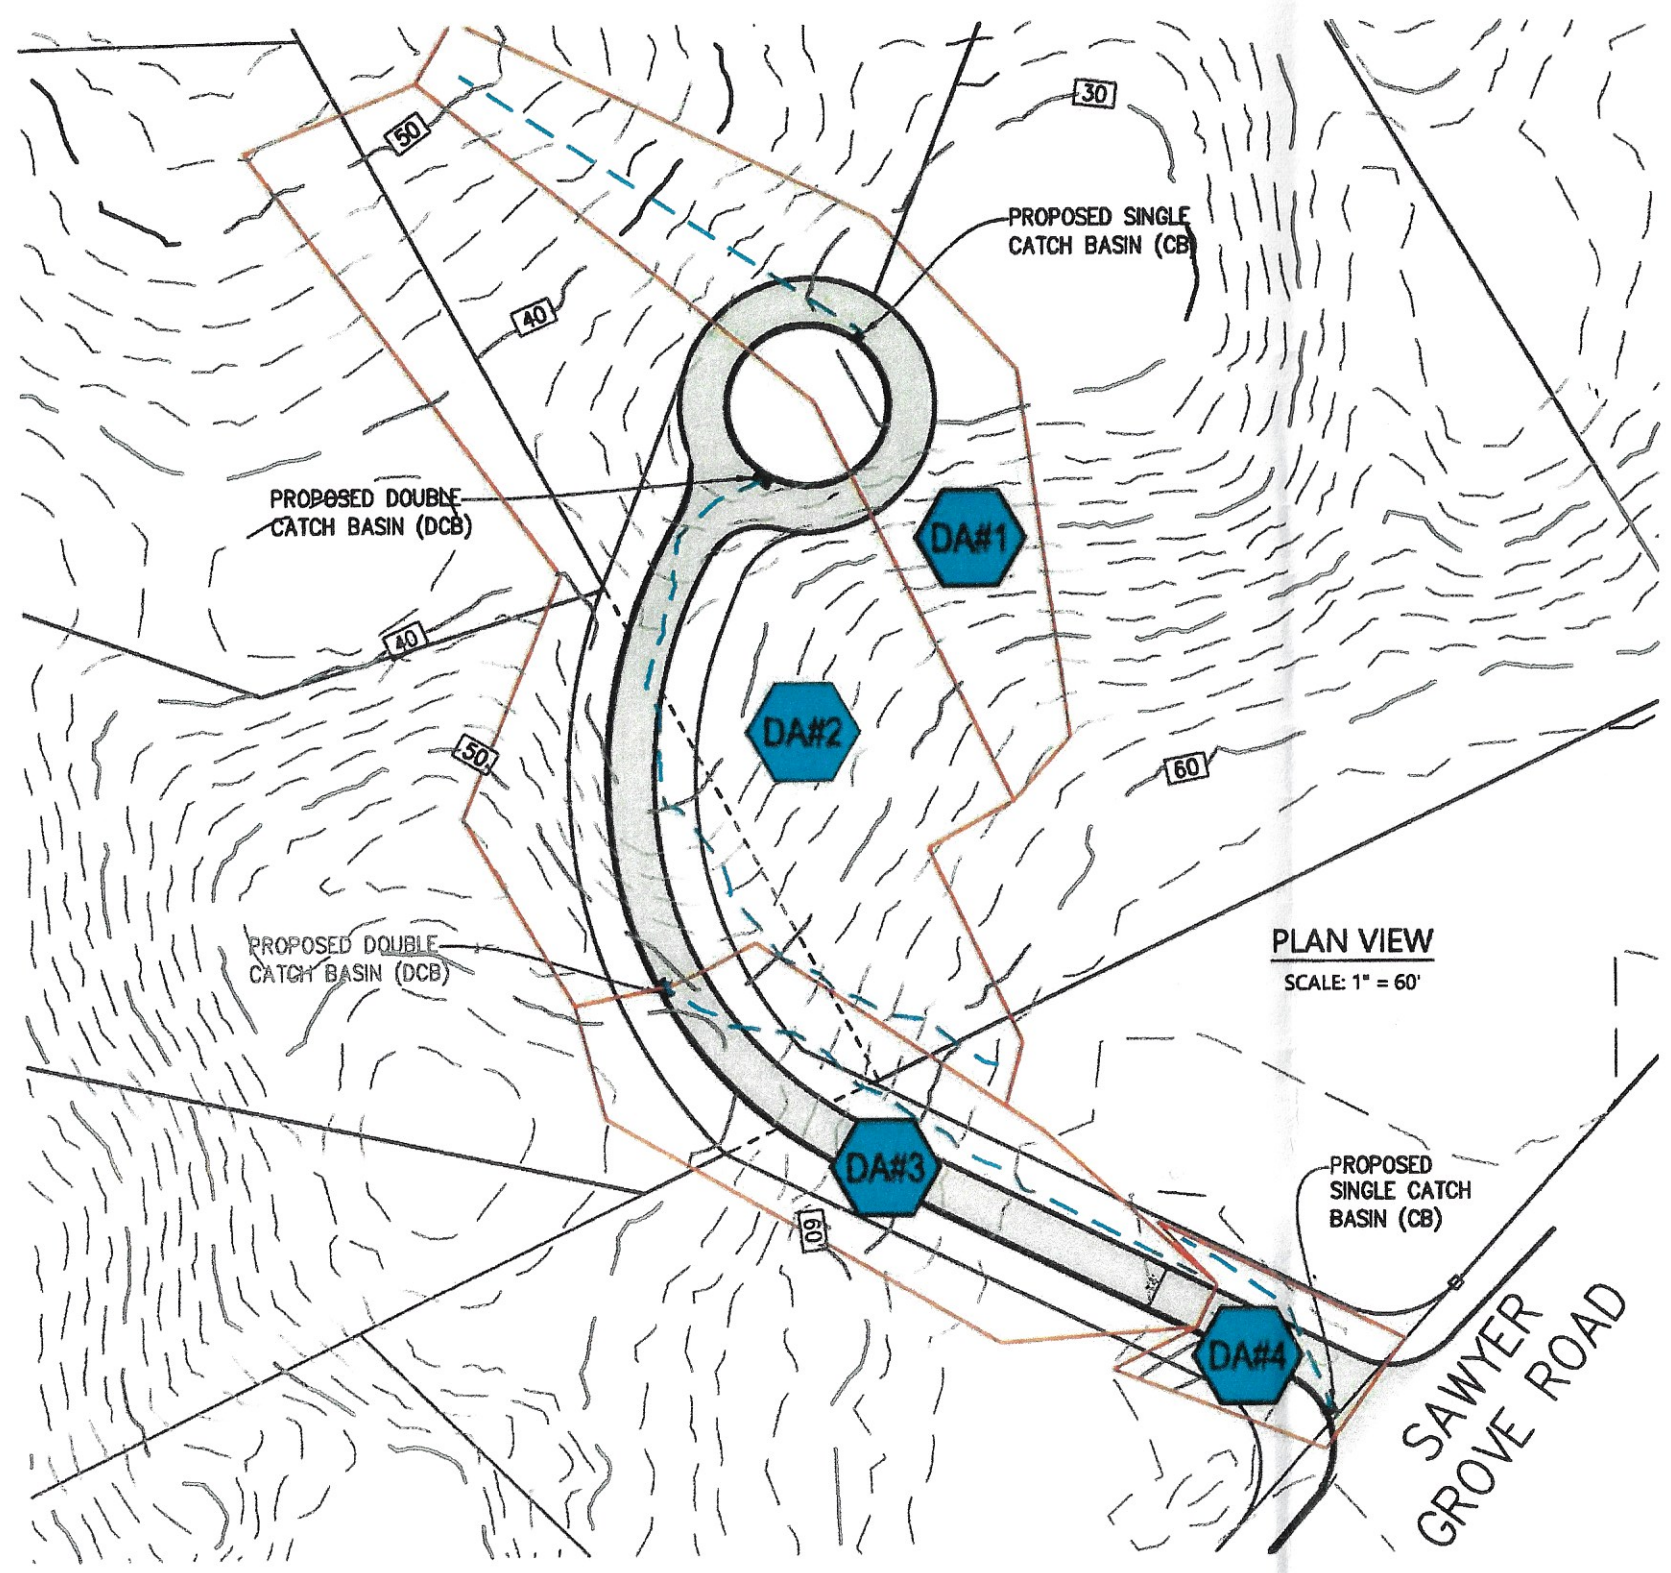 30
50
PROPOSED SINGLE
CATCH BASIN (CB)
40
PROPOSED DOUBLE
CATCH BASIN (DCB)
DA#1
40
DA#2
50
60
PROPOSED DOUBLE
CATCH BASIN (DCB)
PLAN VIEW
SCALE: 1" = 60'
DA#3
PROPOSED
SINGLE CATCH
BASIN (CB)
60
DA#4
SAWYER
GROVE ROAD